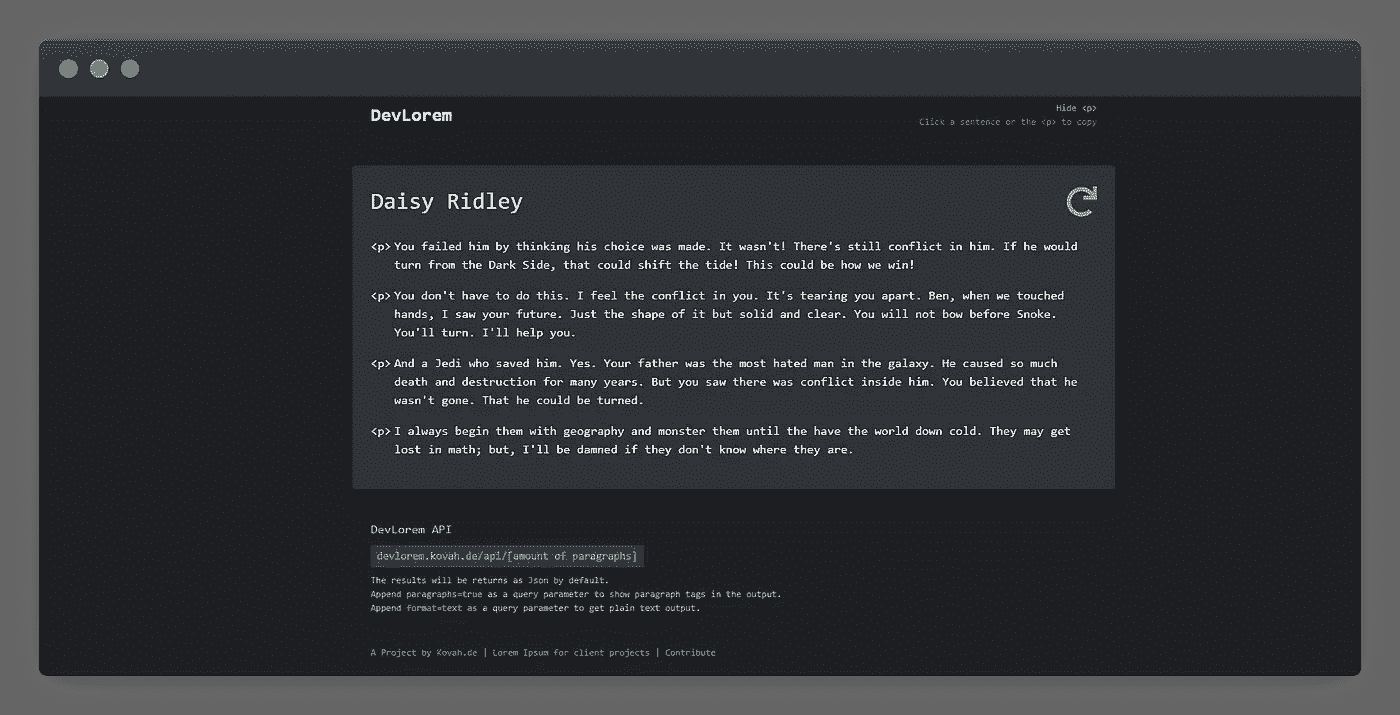 DevLorem
Hide <p>
Click a sentence or the <p> to copy
Daisy Ridley
<p> You failed him by thinking his choice was made. It wasn't! There's still conflict in him. If he would
turn from the Dark Side, that could shift the tide! This could be how we win!
<p> You don't have to do this. I feel the conflict in you. It's tearing you apart. Ben, when we touched
hands, I saw your future. Just the shape of it but solid and clear. You will not bow before Snoke.
You'll turn. I'll help you.
<p> And a Jedi who saved him. Yes. Your father was the most hated man in the galaxy. He caused so much
death and destruction for many years. But you saw there was conflict inside him. You believed that he
wasn't gone. That he could be turned.
<p> I always begin them with geography and monster them until the have the world down cold. They may get
lost in math; but, I'll be damned if they don't know where they are.
DevLorem API
devlorem.kovah.de/api/[amount of paragraphs]
The results will be returns as Json by default.
Append paragraphs=true as a query parameter to show paragraph tags in the output.
Append format=text as a query parameter to get plain text output.
A Project by Kovah.de | Lorem Ipsum for client projects | Contribute